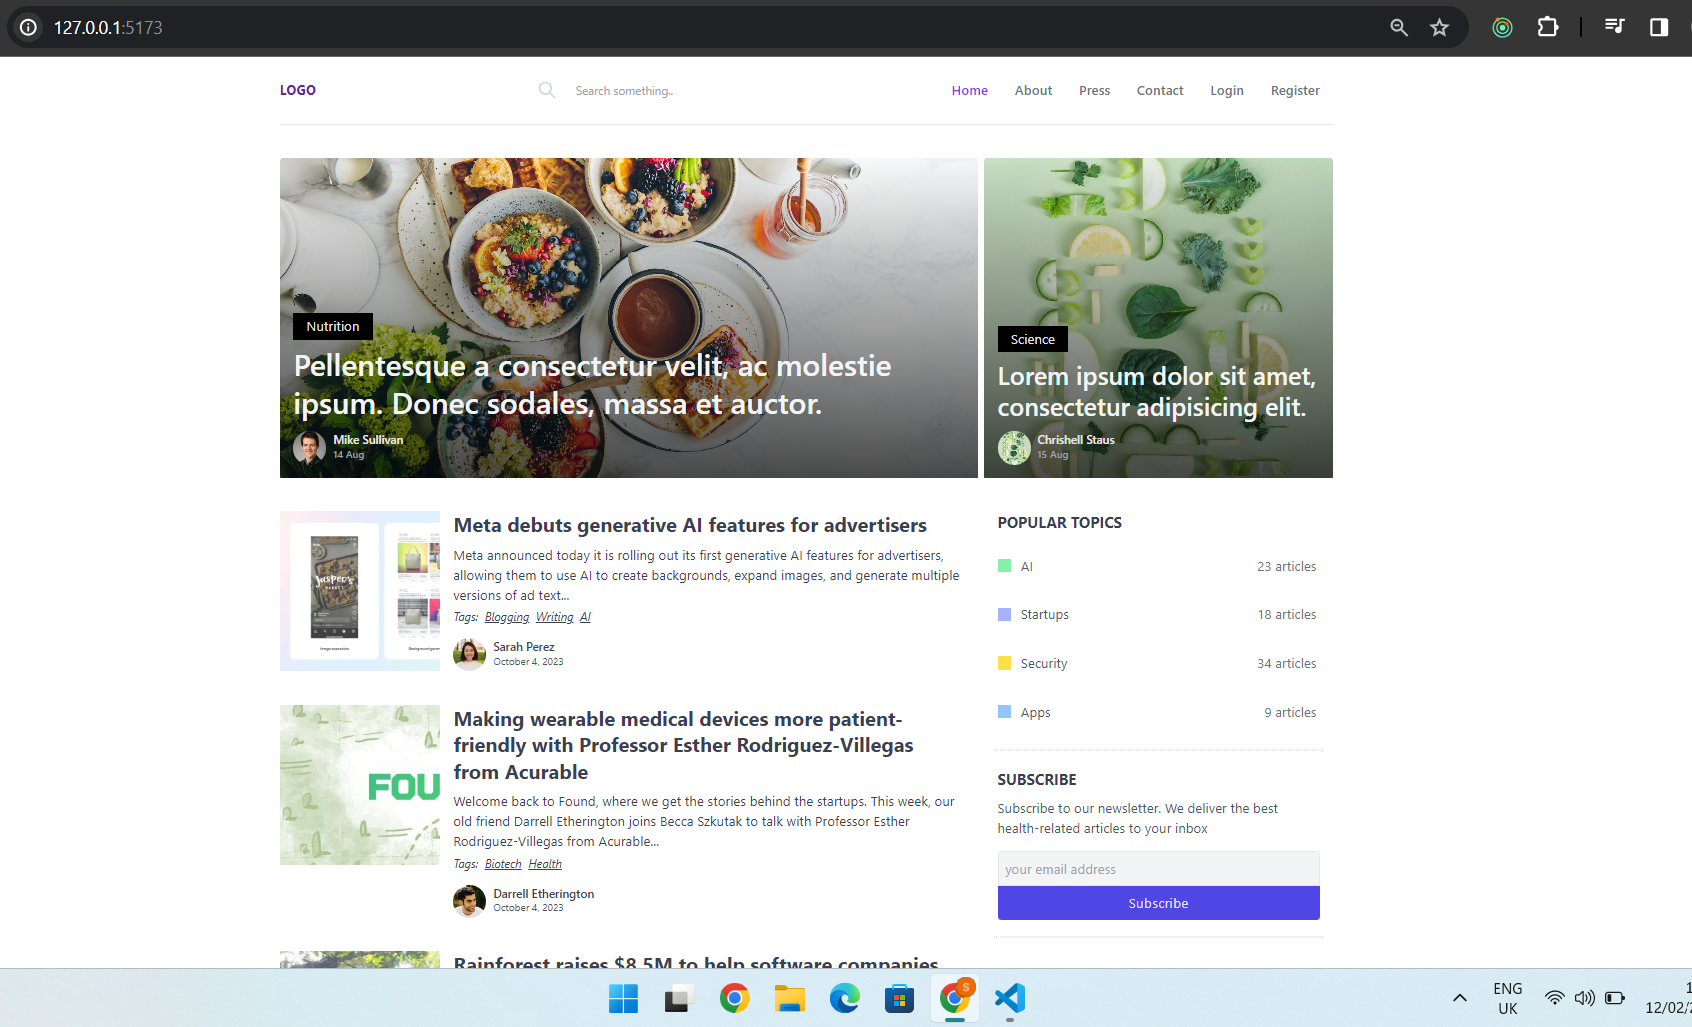 127.0.0.1:5173
LOGO
Search something..
Home About Press Contact Login Register
Nutrition
Pellentesque a consectetur velit, ac molestie
ipsum. Donec sodales, massa et auctor.
Mike Sullivan
14 Aug
Science
Lorem ipsum dolor sit amet,
consectetur adipisicing elit.
Chrishell Staus
15 Aug
Jasper's
MARKET
Image expansion
Meta debuts generative AI features for advertisers
Meta announced today it is rolling out its first generative AI features for advertisers,
allowing them to use AI to create backgrounds, expand images, and generate multiple
versions of ad text...
Tags: Blogging Writing AI
Sarah Perez
October 4, 2023
FOU
Making wearable medical devices more patient-
friendly with Professor Esther Rodriguez-Villegas
from Acurable
Welcome back to Found, where we get the stories behind the startups. This week, our
old friend Darrell Etherington joins Becca Szkutak to talk with Professor Esther
Rodriguez-Villegas from Acurable...
Tags: Biotech Health
Darrell Etherington
October 4, 2023
Rainforest raises $8.5M to help software companies
POPULAR TOPICS
AI 23 articles
Startups 18 articles
Security 34 articles
Apps 9 articles
SUBSCRIBE
Subscribe to our newsletter. We deliver the best
health-related articles to your inbox
your email address
Subscribe
S
ENG
UK
1
12/02/2